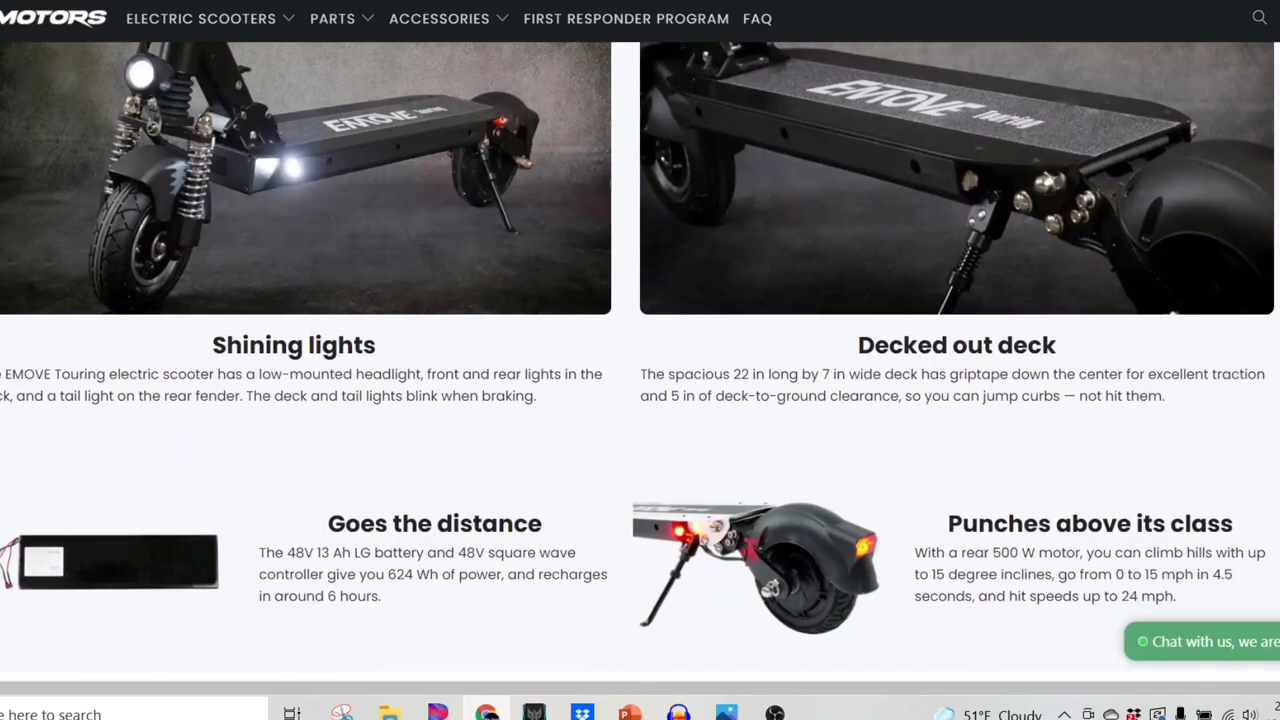 MOTORS ELECTRIC SCOOTERS PARTS ACCESSORIES FIRST RESPONDER PROGRAM FAQ
EMOVE Touring
EMOVE Touring
Shining lights
EMOVE Touring electric scooter has a low-mounted headlight, front and rear lights in the
and a tail light on the rear fender. The deck and tail lights blink when braking.
Decked out deck
The spacious 22 in long by 7 in wide deck has griptape down the center for excellent traction
and 5 in of deck-to-ground clearance, so you can jump curbs — not hit them.
Goes the distance
The 48V 13 Ah LG battery and 48V square wave
controller give you 624 Wh of power, and recharges
in around 6 hours.
Punches above its class
With a rear 500 W motor, you can climb hills with up
to 15 degree inclines, go from 0 to 15 mph in 4.5
seconds, and hit speeds up to 24 mph.
Chat with us, we are
here to search
51°F Cloudy